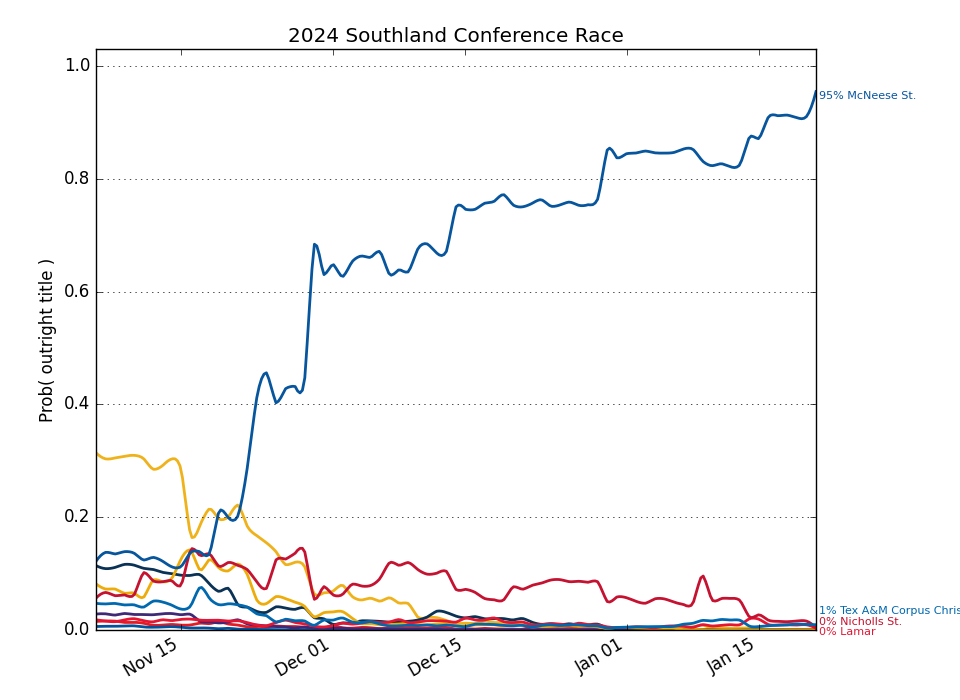 2024 Southland Conference Race
Prob( outright title )
1.0
0.8
0.6
0.4
0.2
0.0
Nov 15
Dec 01
Dec 15
Jan 01
Jan 15
95% McNeese St.
1% Tex A&M Corpus Chris
0% Nicholls St.
0% Lamar